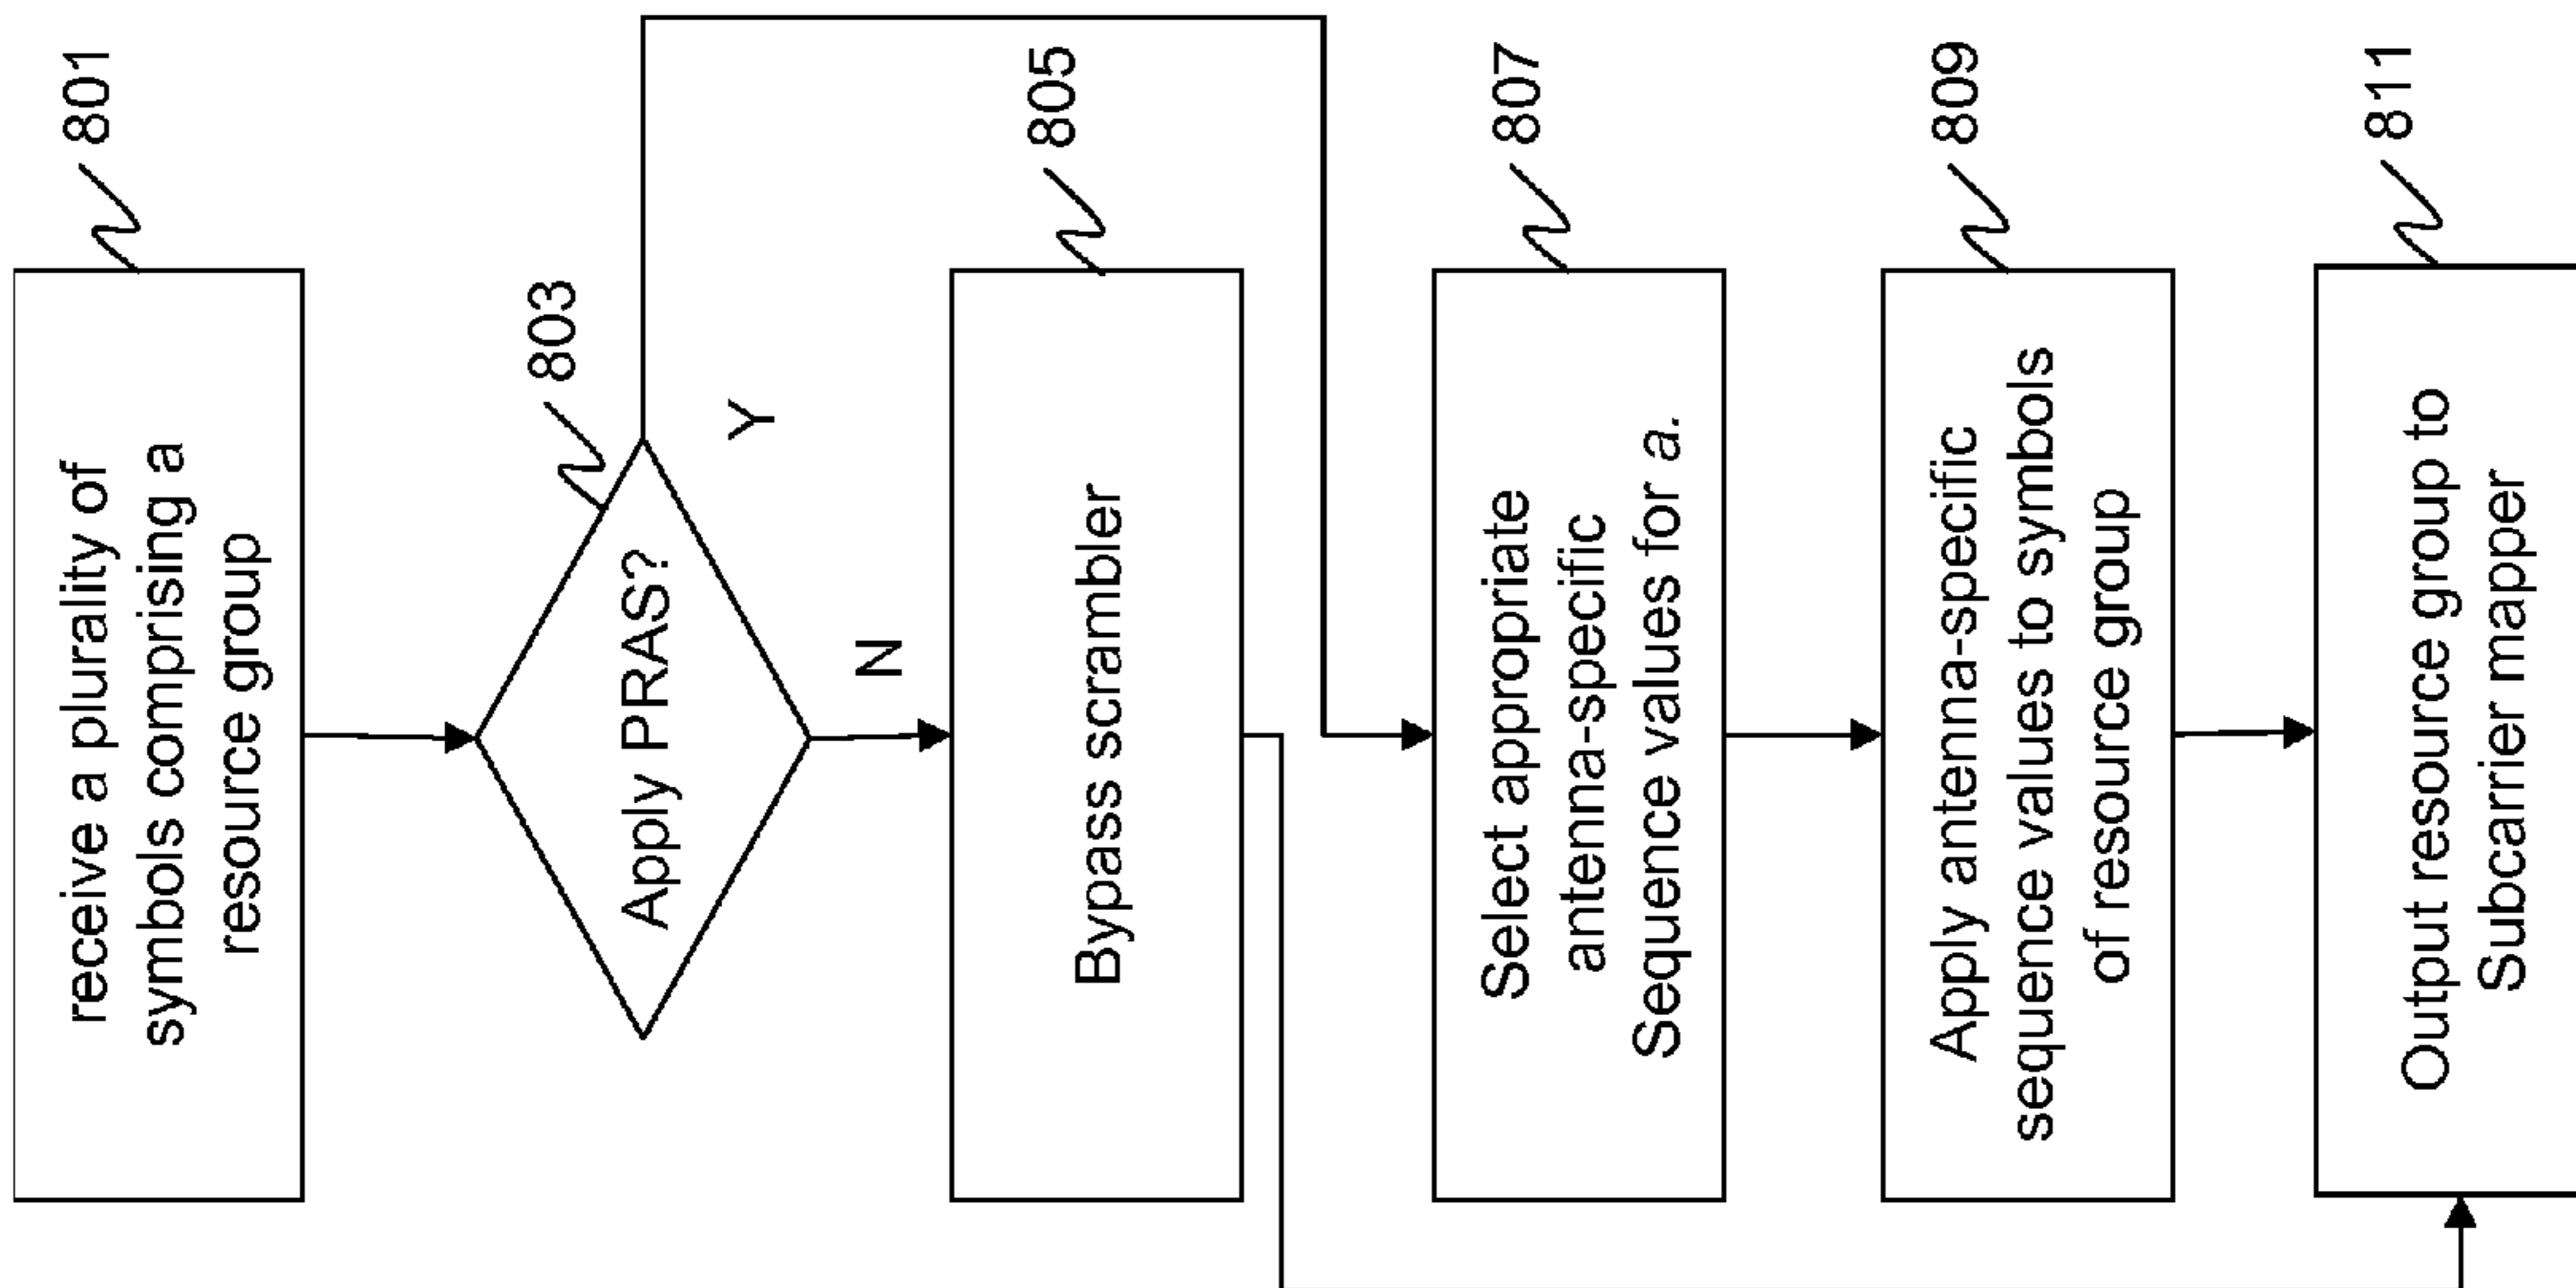 receive a plurality of
symbols comprising a
resource group
801
Apply PRAS?
803
Y
N
Bypass scrambler
805
Select appropriate
antenna-specific
Sequence values for a.
807
Apply antenna-specific
sequence values to symbols
of resource group
809
Output resource group to
Subcarrier mapper
811